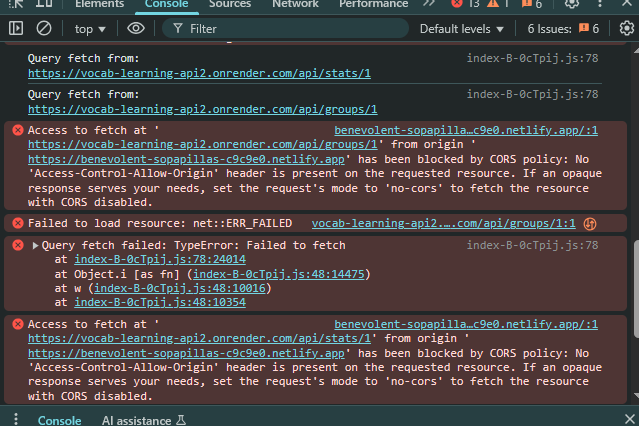 Elements Console Sources Network Performance 13 1 6
top Filter Default levels 6 Issues: 6
Query fetch from: index-B-0cTpij.js:78
https://vocab-learning-api2.onrender.com/api/stats/1
Query fetch from: index-B-0cTpij.js:78
https://vocab-learning-api2.onrender.com/api/groups/1
Access to fetch at ' benevolent-sopapilla…c9e0.netlify.app/:1
https://vocab-learning-api2.onrender.com/api/groups/1' from origin '
https://benevolent-sopapillas-c9c9e0.netlify.app' has been blocked by CORS policy: No
'Access-Control-Allow-Origin' header is present on the requested resource. If an opaque
response serves your needs, set the request's mode to 'no-cors' to fetch the resource
with CORS disabled.
Failed to load resource: net::ERR_FAILED vocab-learning-api2.…com/api/groups/1:1
Query fetch failed: TypeError: Failed to fetch index-B-0cTpij.js:78
at index-B-0cTpij.js:78:24014
at Object.i [as fn] (index-B-0cTpij.js:48:14475)
at w (index-B-0cTpij.js:48:10016)
at index-B-0cTpij.js:48:10354
Access to fetch at ' benevolent-sopapilla…c9e0.netlify.app/:1
https://vocab-learning-api2.onrender.com/api/stats/1' from origin '
https://benevolent-sopapillas-c9c9e0.netlify.app' has been blocked by CORS policy: No
'Access-Control-Allow-Origin' header is present on the requested resource. If an opaque
response serves your needs, set the request's mode to 'no-cors' to fetch the resource
with CORS disabled.
Console AI assistance